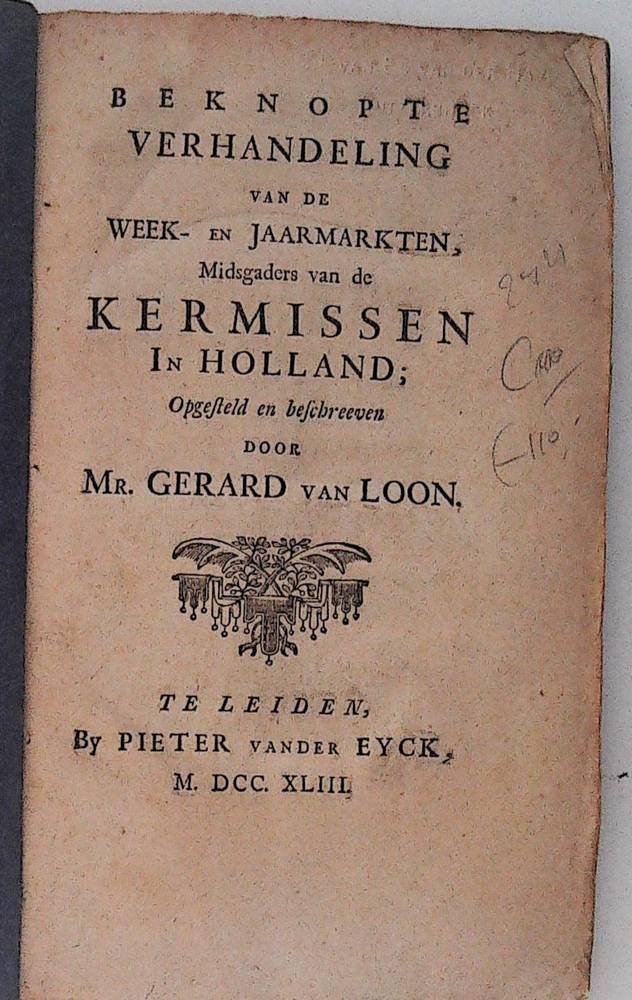 BEKNOPTE
VERHANDELING
VAN DE
WEEK- EN JAARMARKTEN,
Midsgaders van de
KERMISSEN
IN HOLLAND;
Opgeſteld en beſchreeven
DOOR
MR. GERARD VAN LOON.
TE LEIDEN,
By PIETER VANDER EYCK,
M. DCC. XLIII.